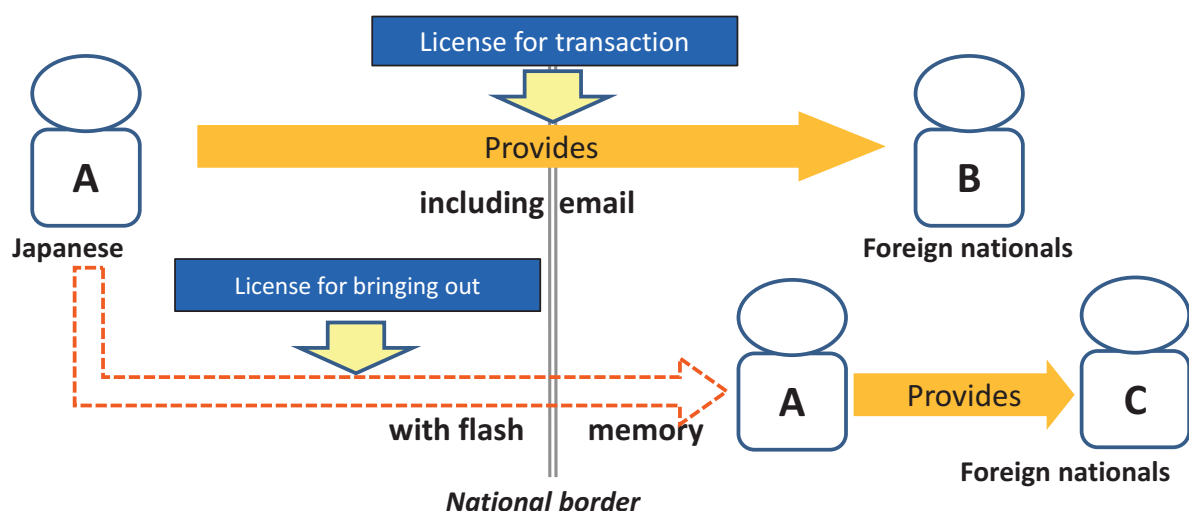 License for transaction
Provides
A
B
including email
Japanese
Foreign nationals
License for bringing out
A
Provides
C
with flash memory
Foreign nationals
National border